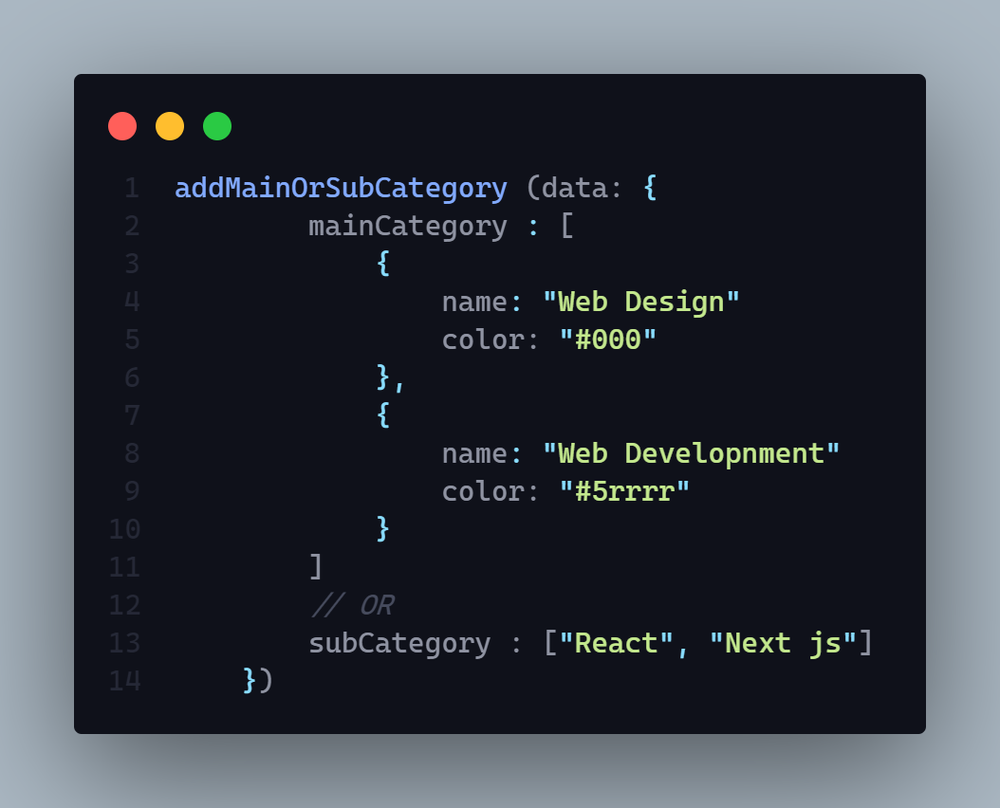 1 addMainOrSubCategory (data: {
2 mainCategory : [
3 {
4 name: "Web Design"
5 color: "#000"
6 },
7 {
8 name: "Web Developnment"
9 color: "#5rrrr"
10 }
11 ]
12 // OR
13 subCategory : ["React", "Next js"]
14 })